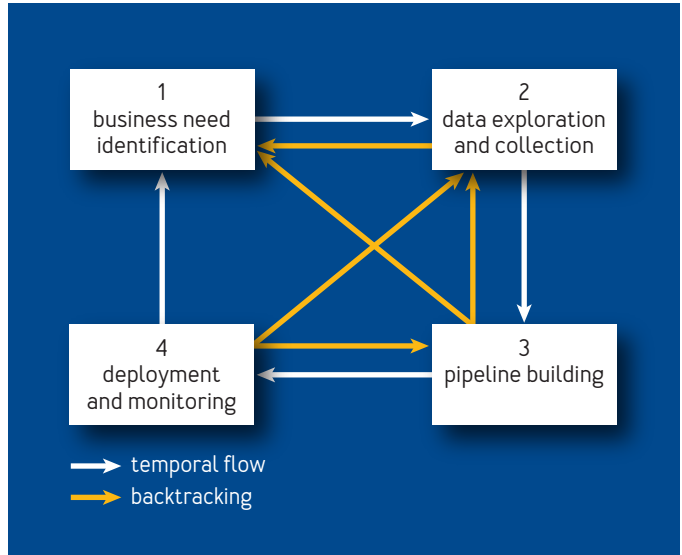 1
business need
identification
2
data exploration
and collection
4
deployment
and monitoring
3
pipeline building
temporal flow
backtracking